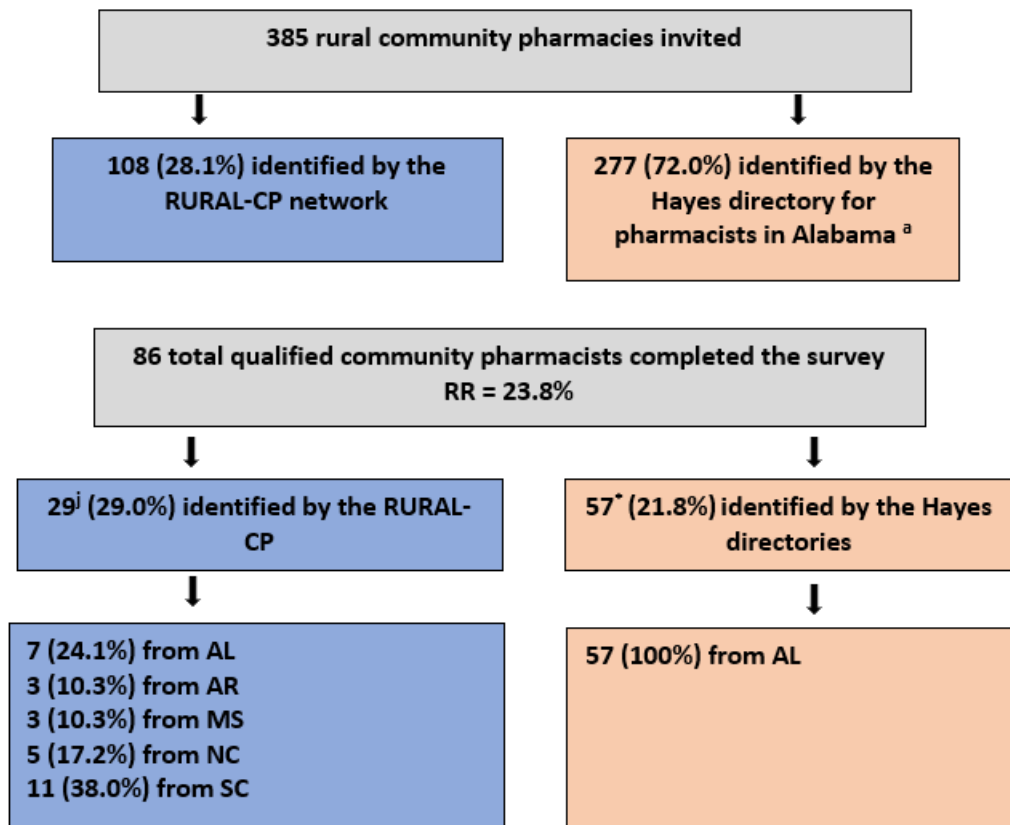 385 rural community pharmacies invited
108 (28.1%) identified by the
RURAL-CP network
277 (72.0%) identified by the
Hayes directory for
pharmacists in Alabama ᵃ
86 total qualified community pharmacists completed the survey
RR = 23.8%
29ʲ (29.0%) identified by the RURAL-
CP
57* (21.8%) identified by the Hayes
directories
7 (24.1%) from AL
3 (10.3%) from AR
3 (10.3%) from MS
5 (17.2%) from NC
11 (38.0%) from SC
57 (100%) from AL